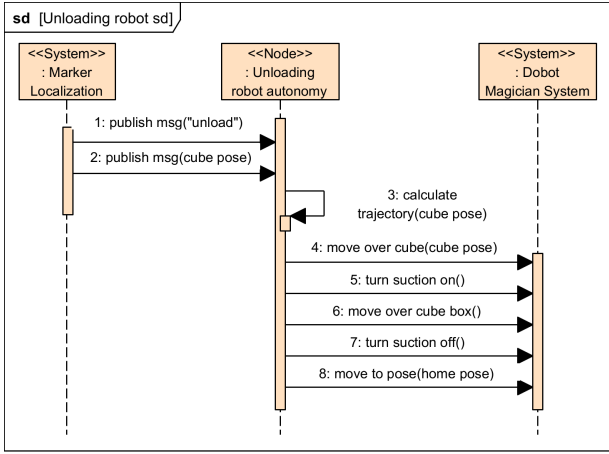 sd [Unloading robot sd]
<<System>>
: Marker
Localization
<<Node>>
: Unloading
robot autonomy
<<System>>
: Dobot
Magician System
1: publish msg("unload")
2: publish msg(cube pose)
3: calculate
trajectory(cube pose)
4: move over cube(cube pose)
5: turn suction on()
6: move over cube box()
7: turn suction off()
8: move to pose(home pose)